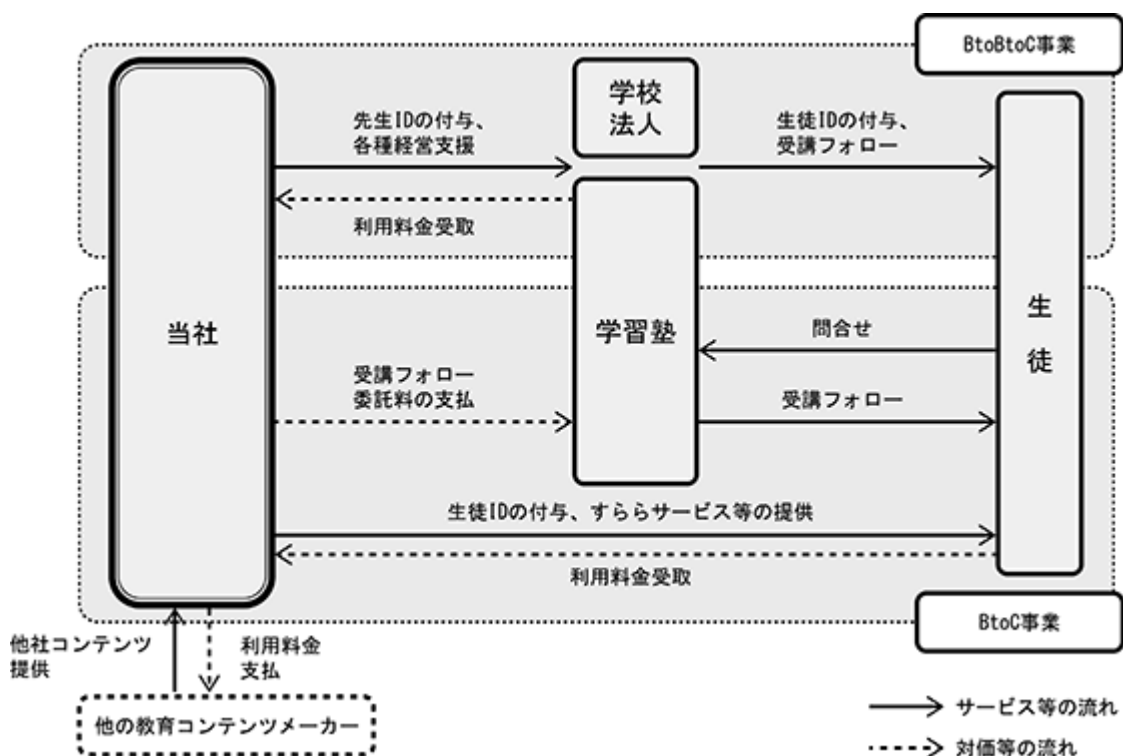 BtoBtoC事業
学校
法人
先生IDの付与、
各種経営支援
生徒IDの付与、
受講フォロー
利用料金受取
当社
学習塾
生
徒
問合せ
受講フォロー
委託料の支払
受講フォロー
生徒IDの付与、すららサービス等の提供
利用料金受取
BtoC事業
他社コンテンツ
提供
利用料金
支払
他の教育コンテンツメーカー
サービス等の流れ
対価等の流れ